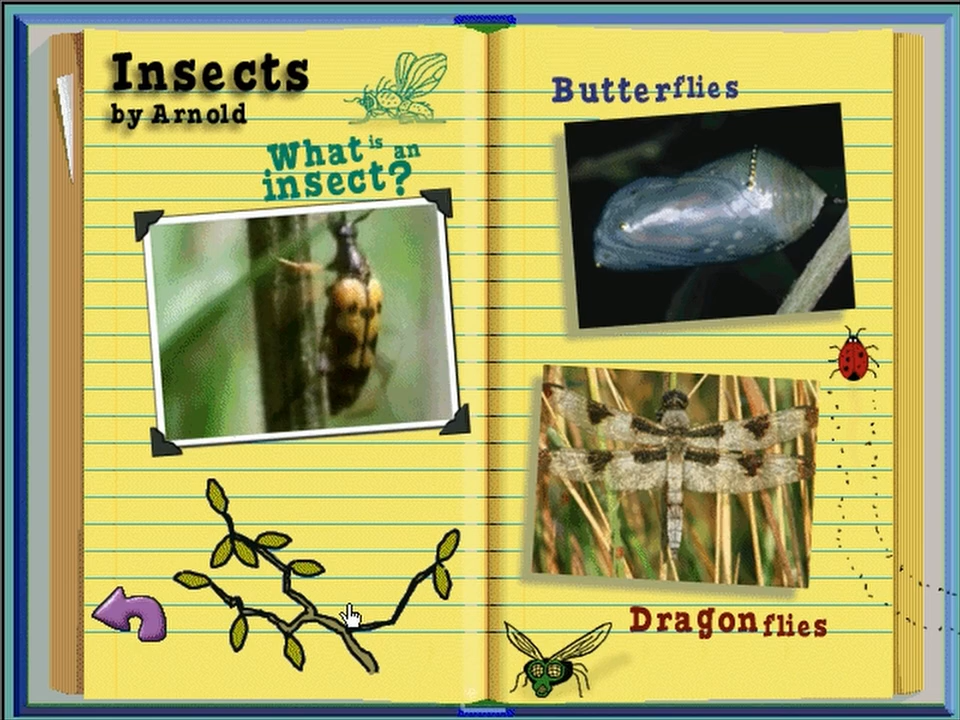 Insects
by Arnold
What is an
insect?
Butterflies
Dragonflies